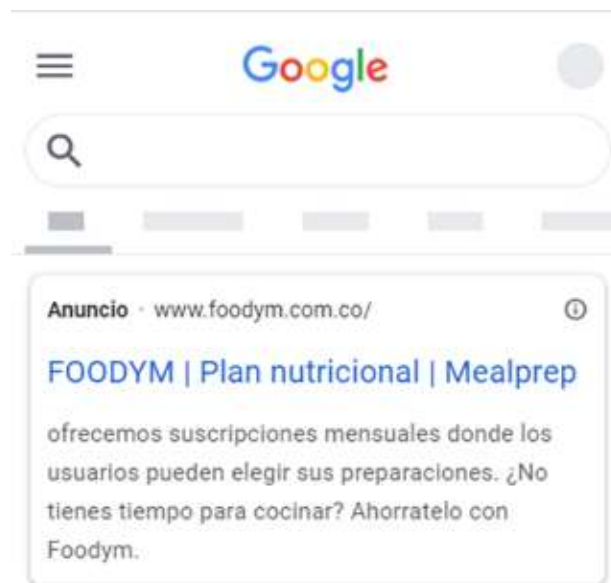 Google
Anuncio · www.foodym.com.co/
FOODYM | Plan nutricional | Mealprep
ofrecemos suscripciones mensuales donde los
usuarios pueden elegir sus preparaciones. ¿No
tienes tiempo para cocinar? Ahorratelo con
Foodym.